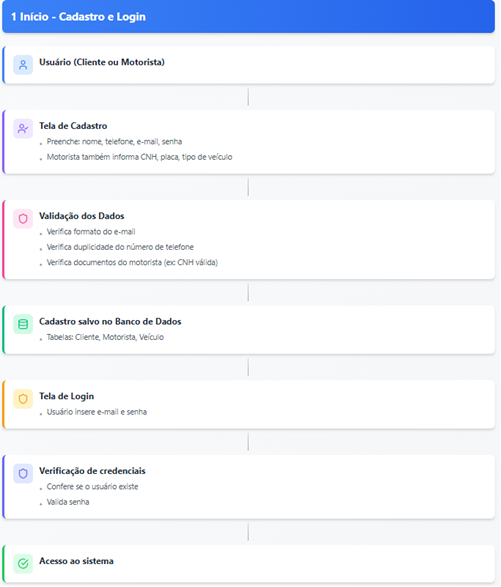 1 Início - Cadastro e Login
Usuário (Cliente ou Motorista)
Tela de Cadastro
• Preenche: nome, telefone, e-mail, senha
• Motorista também informa CNH, placa, tipo de veículo
Validação dos Dados
• Verifica formato do e-mail
• Verifica duplicidade do número de telefone
• Verifica documentos do motorista (ex: CNH válida)
Cadastro salvo no Banco de Dados
• Tabelas: Cliente, Motorista, Veículo
Tela de Login
• Usuário insere e-mail e senha
Verificação de credenciais
• Confere se o usuário existe
• Valida senha
Acesso ao sistema